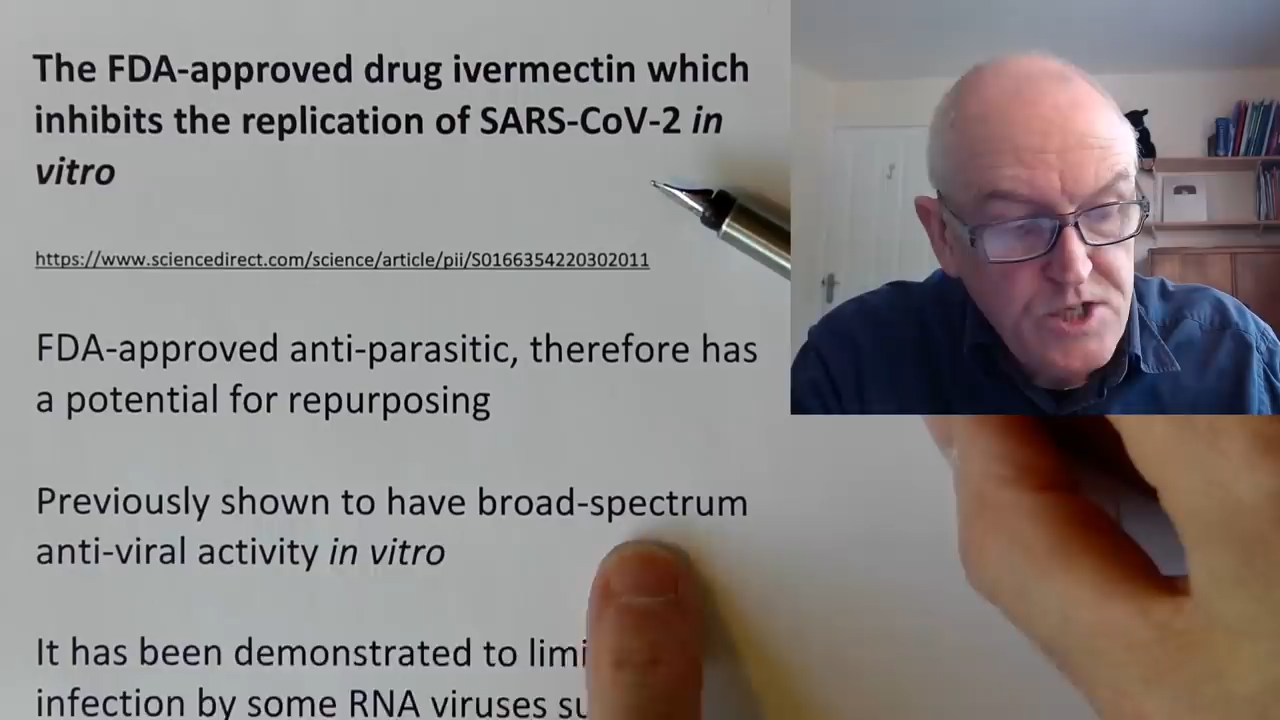 The FDA-approved drug ivermectin which
inhibits the replication of SARS-CoV-2 in
vitro
https://www.sciencedirect.com/science/article/pii/S0166354220302011
FDA-approved anti-parasitic, therefore has
a potential for repurposing
Previously shown to have broad-spectrum
anti-viral activity in vitro
It has been demonstrated to limi
infection by some RNA viruses su